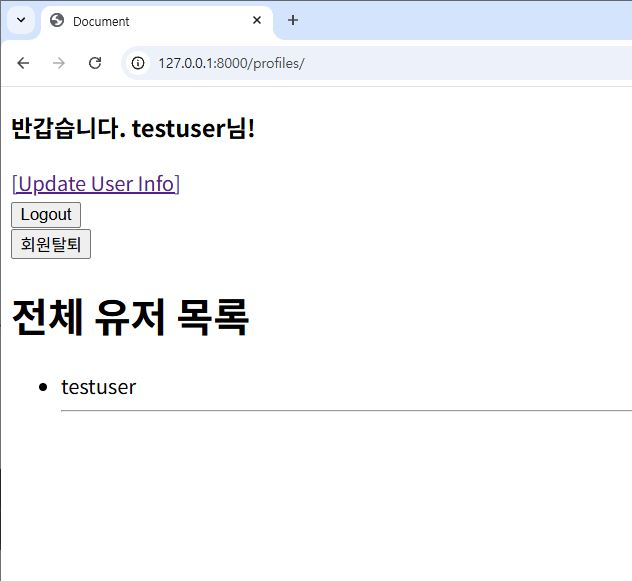 Document
127.0.0.1:8000/profiles/
반갑습니다. testuser님!
[Update User Info]
Logout
회원탈퇴
전체 유저 목록
testuser